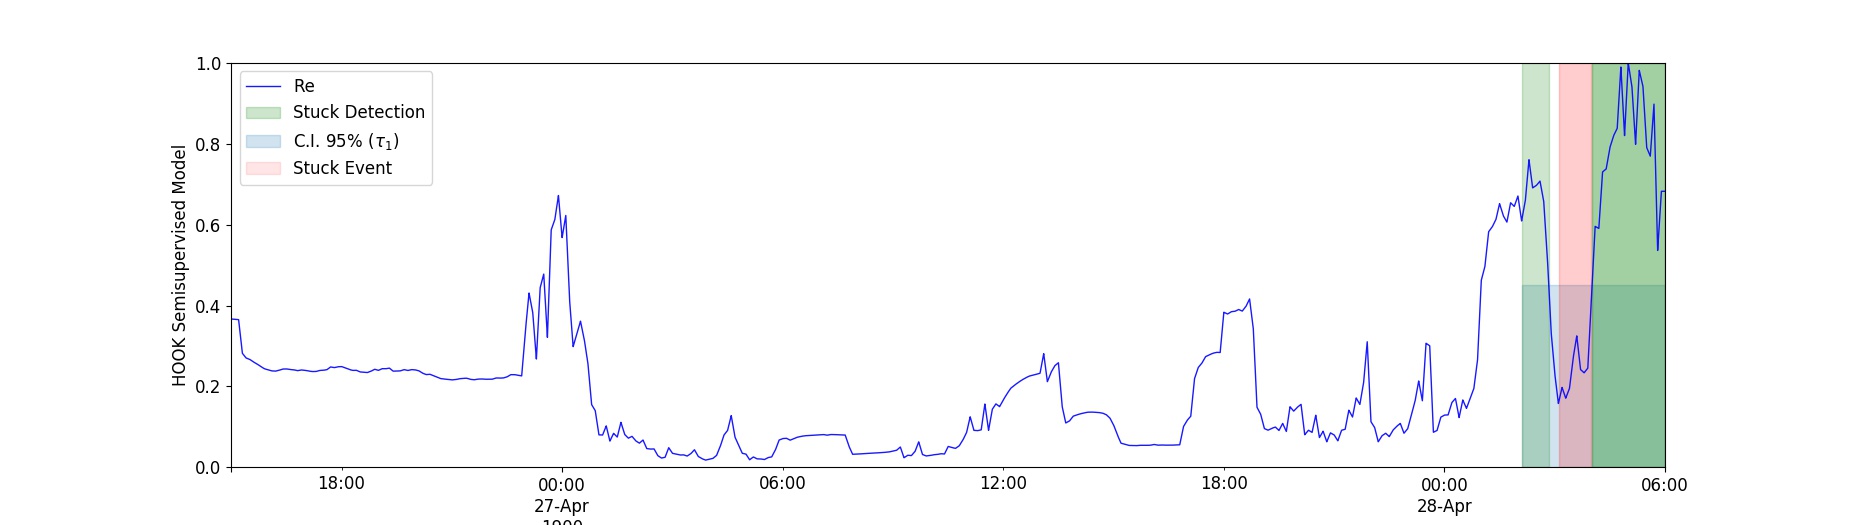 HOOK Semisupervised Model
1.0
0.8
0.6
0.4
0.2
0.0
Re
Stuck Detection
C.I. 95% (τ₁)
Stuck Event
18:00 00:00 06:00 12:00 18:00 00:00 06:00
27-Apr 28-Apr
1900